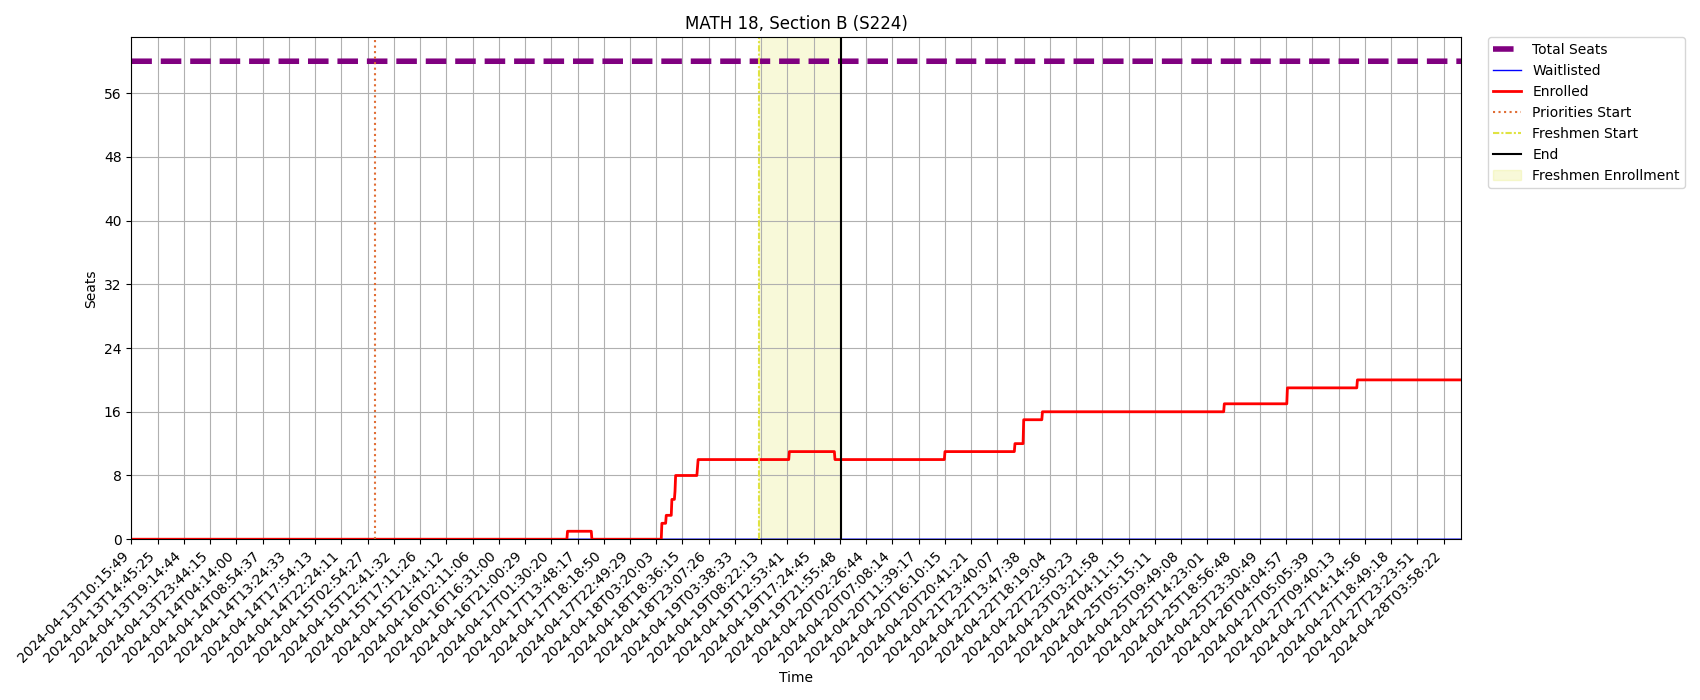 MATH 18, Section B (S224)
Total Seats
Waitlisted
Enrolled
Priorities Start
Freshmen Start
End
Freshmen Enrollment
Seats
56
48
40
32
24
16
8
0
2024-04-13T10:15:49
2024-04-13T14:45:25
2024-04-13T19:14:44
2024-04-13T23:44:15
2024-04-14T04:14:00
2024-04-14T08:54:37
2024-04-14T13:24:33
2024-04-14T17:54:13
2024-04-14T22:24:11
2024-04-15T02:54:27
2024-04-15T12:41:32
2024-04-15T17:11:26
2024-04-15T21:41:12
2024-04-16T02:11:06
2024-04-16T16:31:00
2024-04-16T21:00:29
2024-04-17T01:30:20
2024-04-17T13:48:17
2024-04-17T18:18:50
2024-04-17T22:49:29
2024-04-18T03:20:03
2024-04-18T18:36:15
2024-04-18T23:07:26
2024-04-19T03:38:33
2024-04-19T08:22:13
2024-04-19T12:53:41
2024-04-19T17:24:45
2024-04-19T21:55:48
2024-04-20T02:26:44
2024-04-20T07:08:14
2024-04-20T11:39:17
2024-04-20T16:10:15
2024-04-20T20:41:21
2024-04-21T23:40:07
2024-04-22T13:47:38
2024-04-22T18:19:04
2024-04-22T22:50:23
2024-04-23T03:21:58
2024-04-24T04:11:15
2024-04-25T05:15:11
2024-04-25T09:49:08
2024-04-25T14:23:01
2024-04-25T18:56:48
2024-04-25T23:30:49
2024-04-26T04:04:57
2024-04-27T05:05:39
2024-04-27T09:40:13
2024-04-27T14:14:56
2024-04-27T18:49:18
2024-04-27T23:23:51
2024-04-28T03:58:22
Time